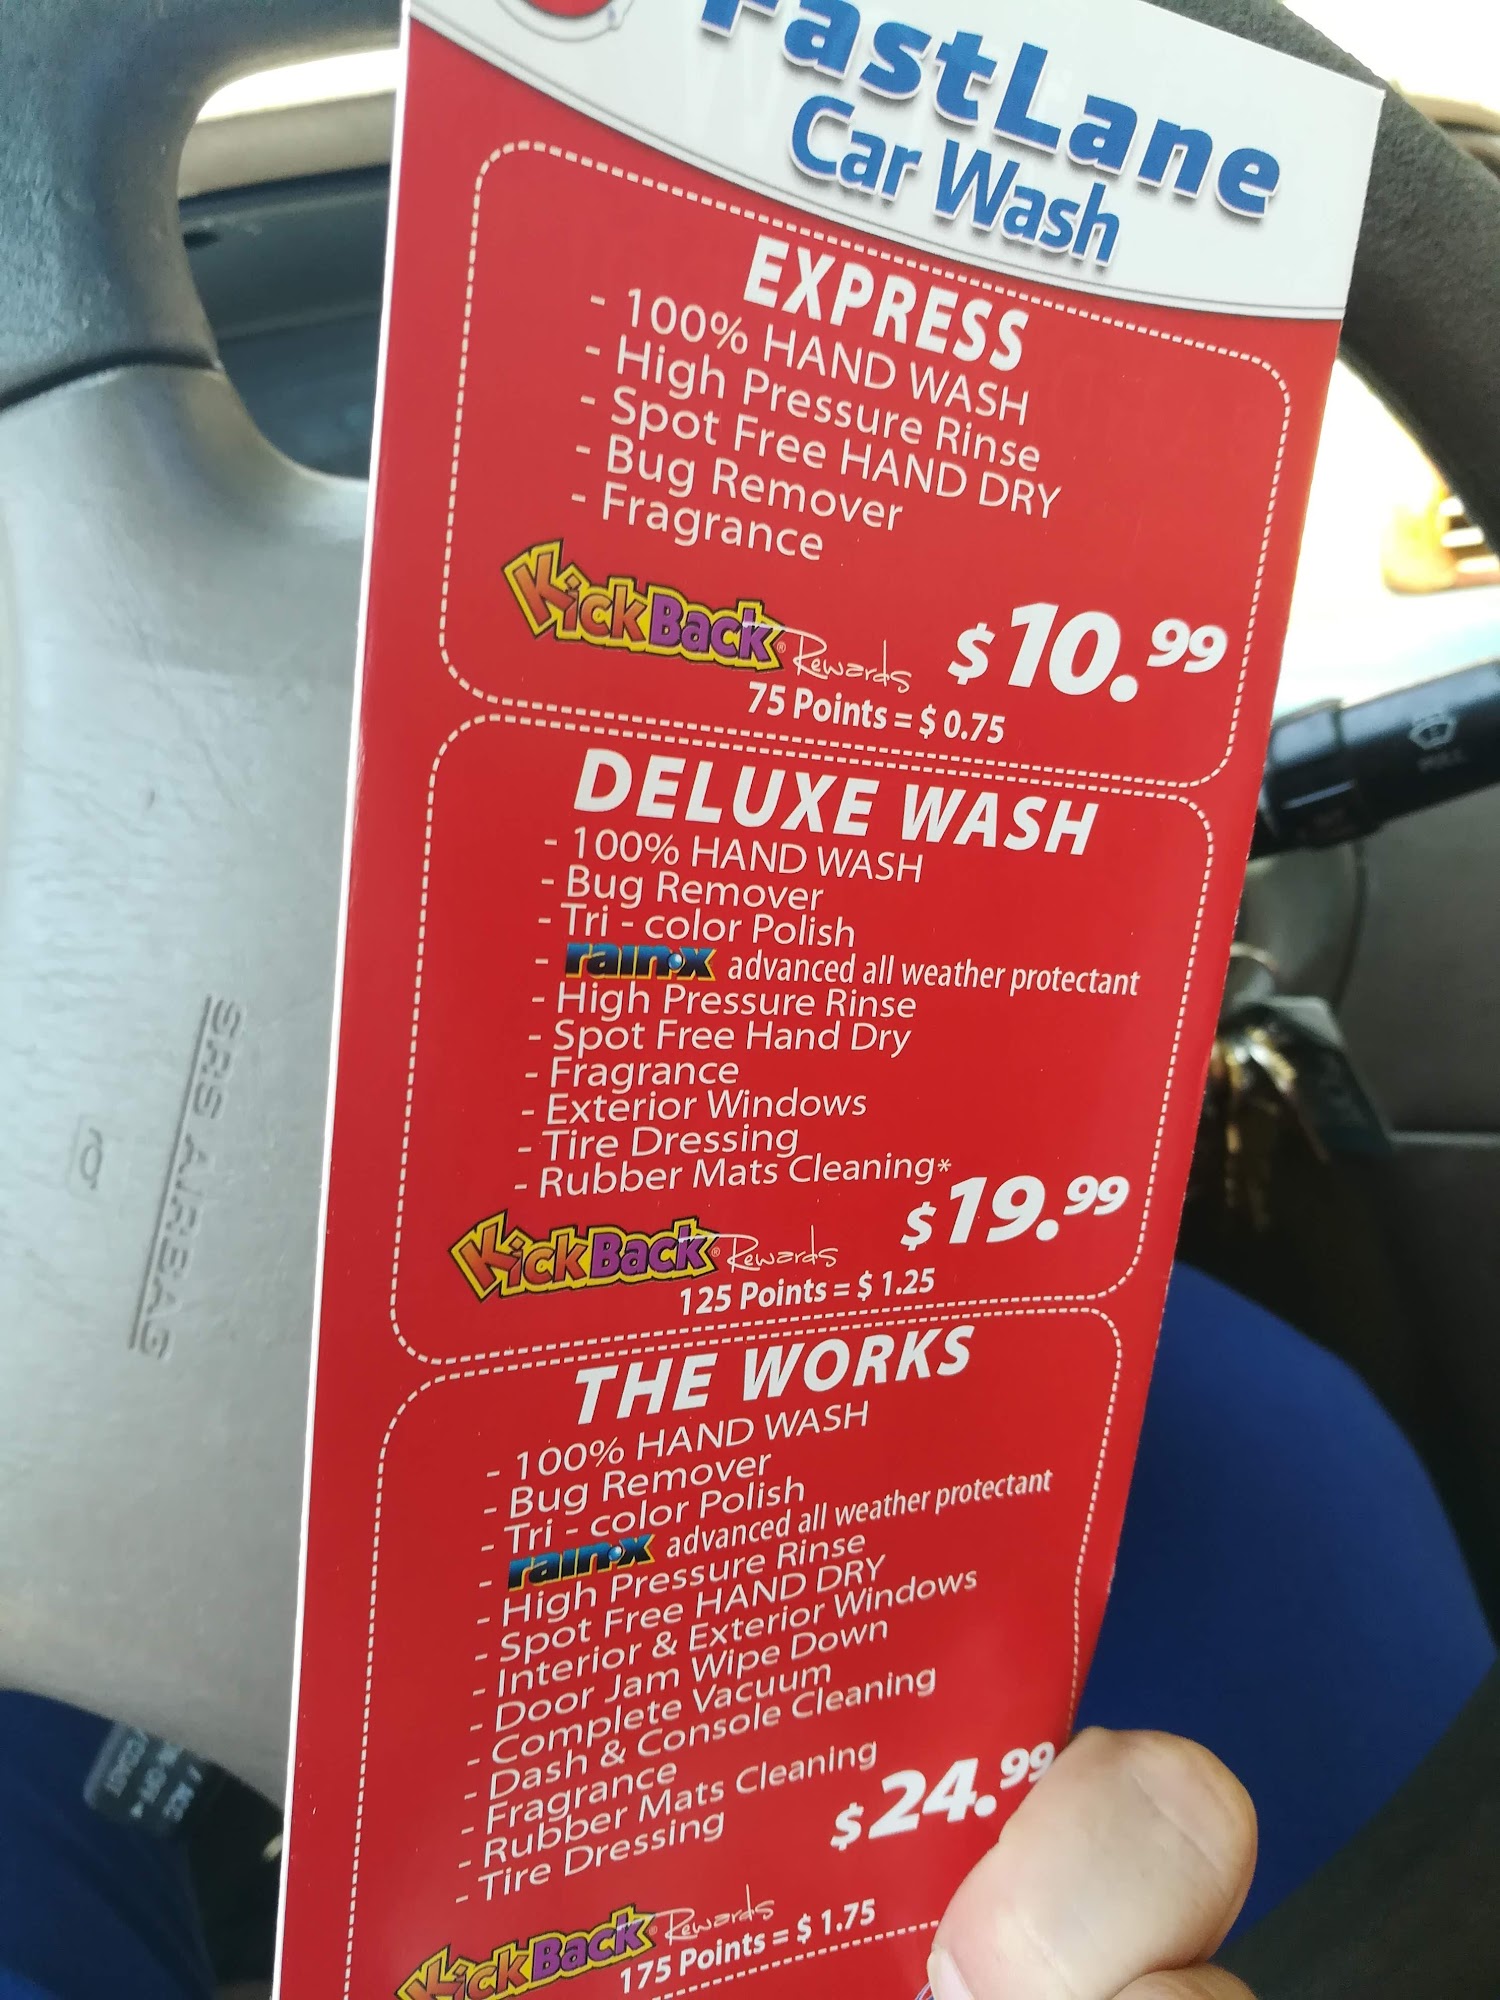 FastLane
Car Wash
EXPRESS
- 100% HAND WASH
- High Pressure Rinse
- Spot Free HAND DRY
- Bug Remover
- Fragrance
KickBack® Rewards $10.99
75 Points = $ 0.75
DELUXE WASH
- 100% HAND WASH
- Bug Remover
- Tri - color Polish
- rain-x advanced all weather protectant
- High Pressure Rinse
- Spot Free Hand Dry
- Fragrance
- Exterior Windows
- Tire Dressing
- Rubber Mats Cleaning*
$19.99
KickBack® Rewards
125 Points = $ 1.25
THE WORKS
- 100% HAND WASH
- Bug Remover
- Tri - color Polish
- rain-x advanced all weather protectant
- High Pressure Rinse
- Spot Free HAND DRY
- Interior & Exterior Windows
- Door Jam Wipe Down
- Complete Vacuum
- Dash & Console Cleaning
- Fragrance
- Rubber Mats Cleaning
- Tire Dressing
$24.99
KickBack® Rewards
175 Points = $ 1.75
SRS AIRBAG